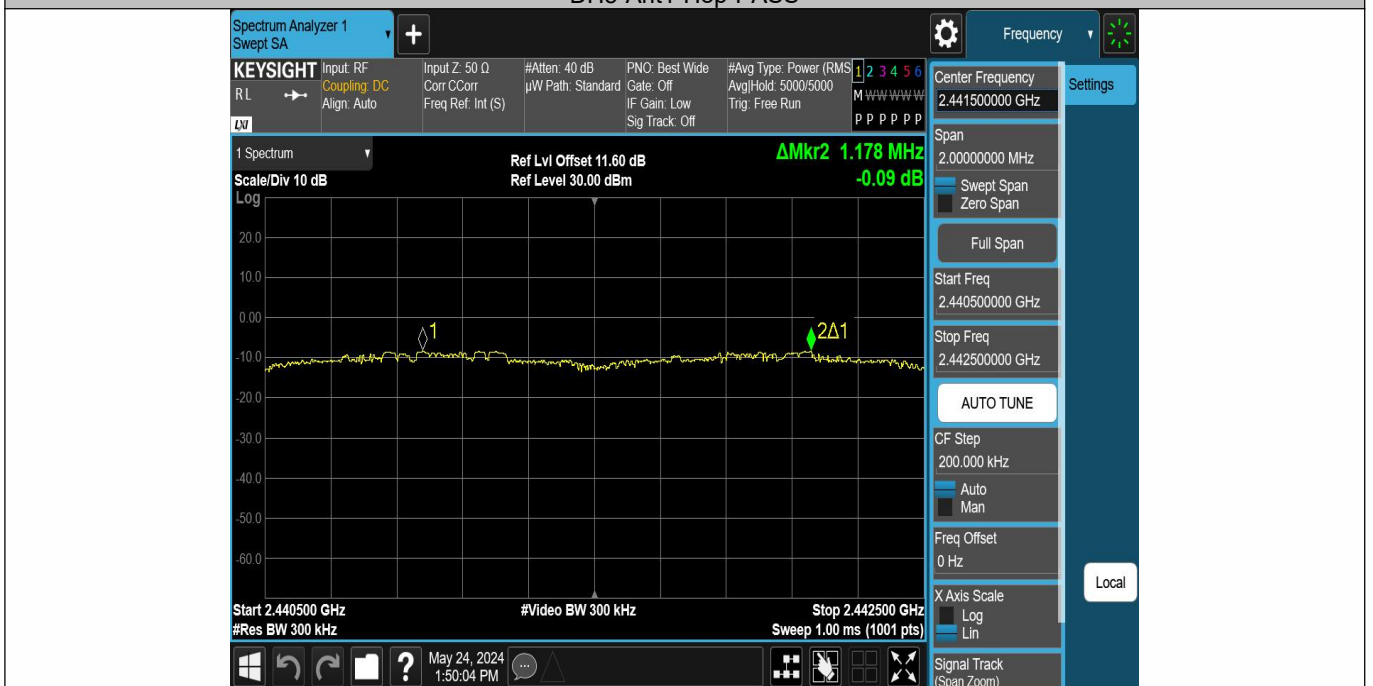 Spectrum Analyzer 1
Swept SA
+
Frequency
KEYSIGHT
RL
LXI
Input: RF
Coupling: DC
Align: Auto
Input Z: 50 Ω
Corr CCorr
Freq Ref: Int (S)
#Atten: 40 dB
µW Path: Standard
PNO: Best Wide
Gate: Off
IF Gain: Low
Sig Track: Off
#Avg Type: Power (RMS
Avg|Hold: 5000/5000
Trig: Free Run
1 2 3 4 5 6
M W W W W W
P P P P P P
1 Spectrum
Scale/Div 10 dB
Ref Lvl Offset 11.60 dB
Ref Level 30.00 dBm
ΔMkr2 1.178 MHz
-0.09 dB
Log
20.0
10.0
0.00
-10.0
-20.0
-30.0
-40.0
-50.0
-60.0
1
2Δ1
Start 2.440500 GHz
#Res BW 300 kHz
#Video BW 300 kHz
Stop 2.442500 GHz
Sweep 1.00 ms (1001 pts)
?
May 24, 2024
1:50:04 PM
Center Frequency
2.441500000 GHz
Settings
Span
2.00000000 MHz
Swept Span
Zero Span
Full Span
Start Freq
2.440500000 GHz
Stop Freq
2.442500000 GHz
AUTO TUNE
CF Step
200.000 kHz
Auto
Man
Freq Offset
0 Hz
X Axis Scale
Log
Lin
Local
Signal Track
(Span Zoom)